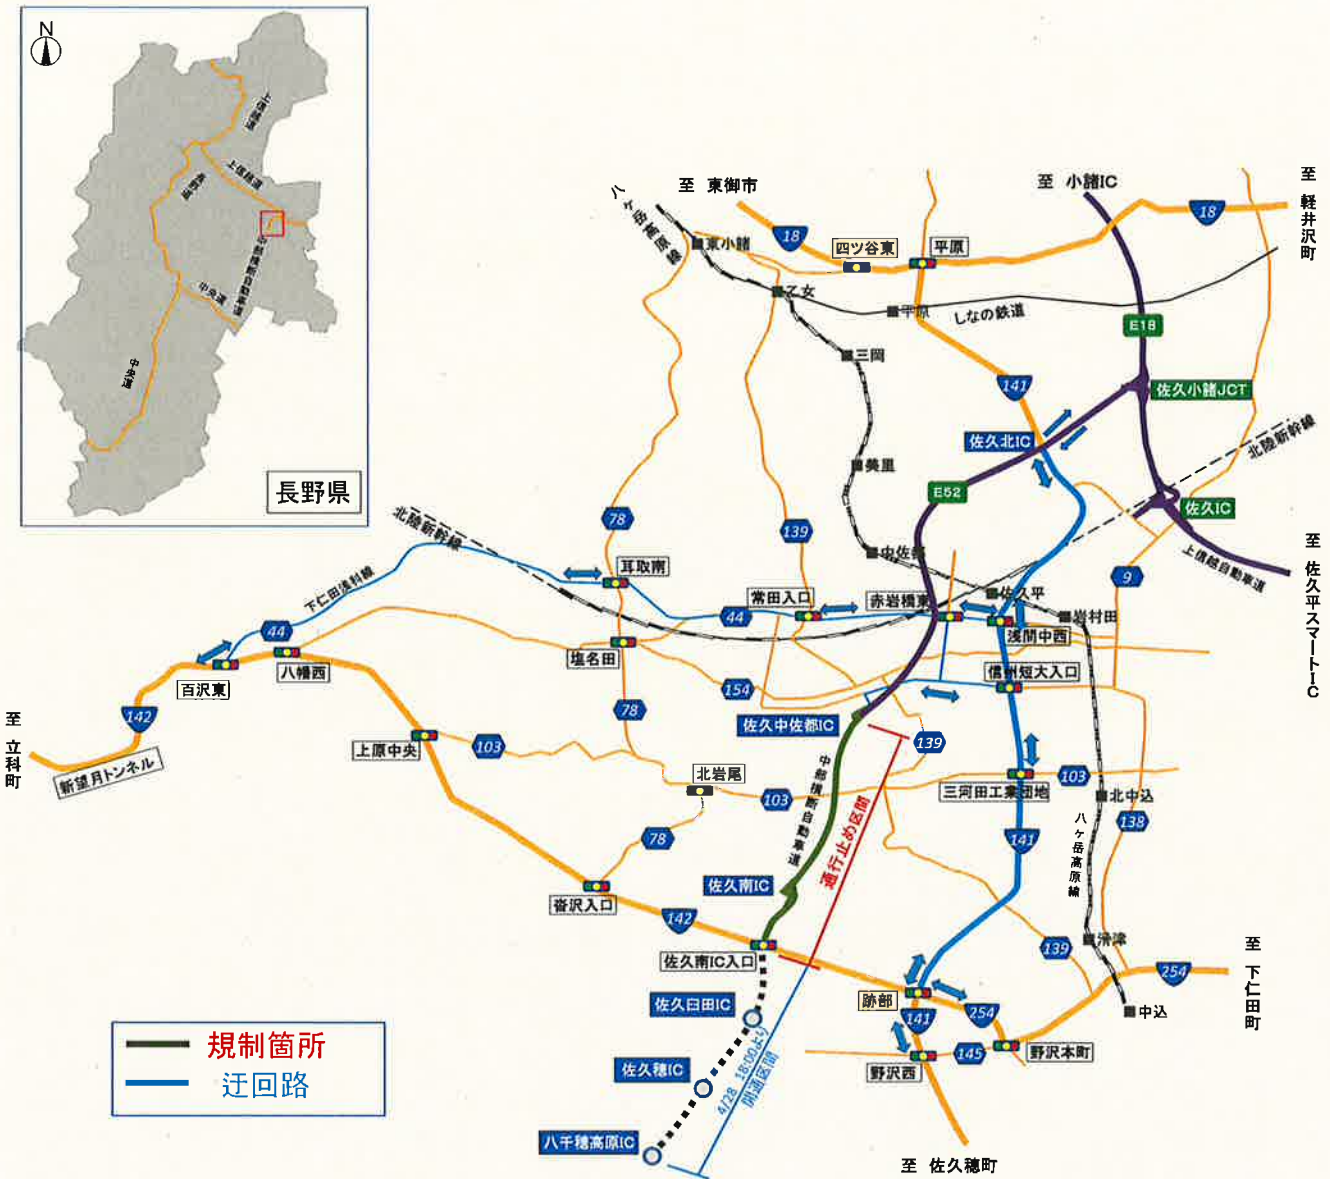 N
上信越道
上信越道
長野道
中部横断自動車道
中央道
中央道
長野県
至 東御市
八ヶ岳高原線
至 小諸IC
至 軽井沢町
18
18
四ツ谷東
平原
東小諸
乙女
平原
しなの鉄道
E18
三岡
141
佐久小諸JCT
佐久北IC
北陸新幹線
美里
E52
佐久IC
北陸新幹線
78
139
中佐都
上信越自動車道
至 佐久平スマートIC
耳取南
9
下仁田浅科線
常田入口
赤岩橋東
佐久平
岩村田
44
44
浅間中西
塩名田
八幡西
百沢東
信州短大入口
154
142
78
佐久中佐都IC
139
至 立科町
新望月トンネル
上原中央
103
北岩尾
103
中部横断自動車道
通行止め区間
三河田工業団地
103
北中込
138
78
141
八ヶ岳高原線
佐久南IC
沓沢入口
142
佐久南IC入口
139
滑津
至 下仁田町
254
佐久臼田IC
跡部
141
254
中込
規制箇所
迂回路
佐久穂IC
4/28 18:00より
開通区間
野沢西
145
野沢本町
八千穂高原IC
至 佐久穂町